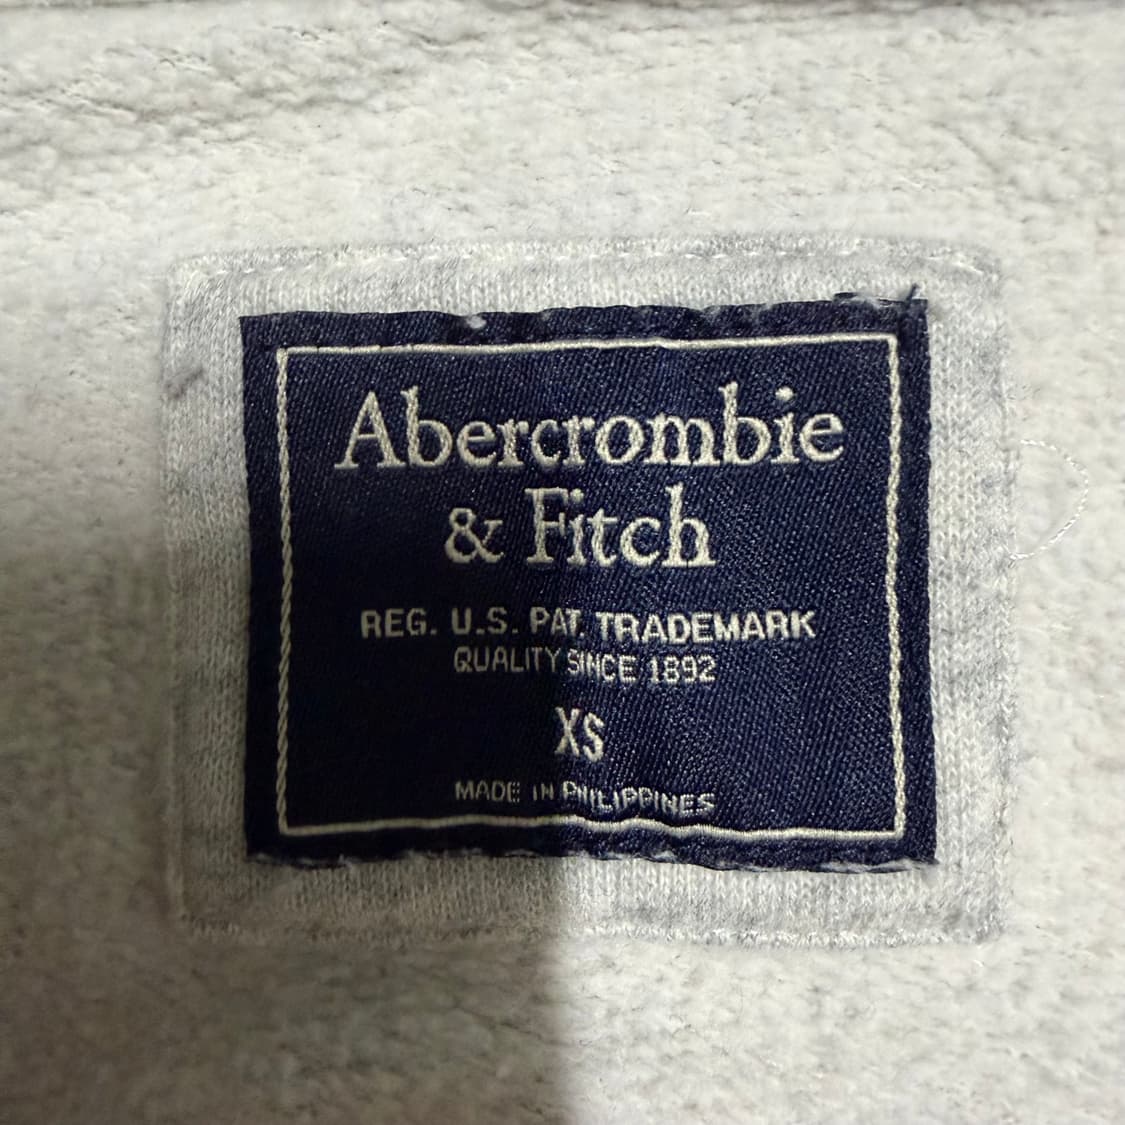 Abercrombie
& Fitch
REG. U.S. PAT. TRADEMARK
QUALITY SINCE 1892
XS
MADE IN PHILIPPINES